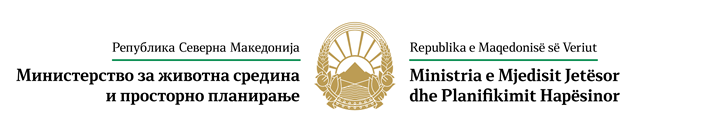 Република Северна Македонија
Министерство за животна средина
и просторно планирање
Republika e Maqedonisë së Veriut
Ministria e Mjedisit Jetësor
dhe Planifikimit Hapësinor